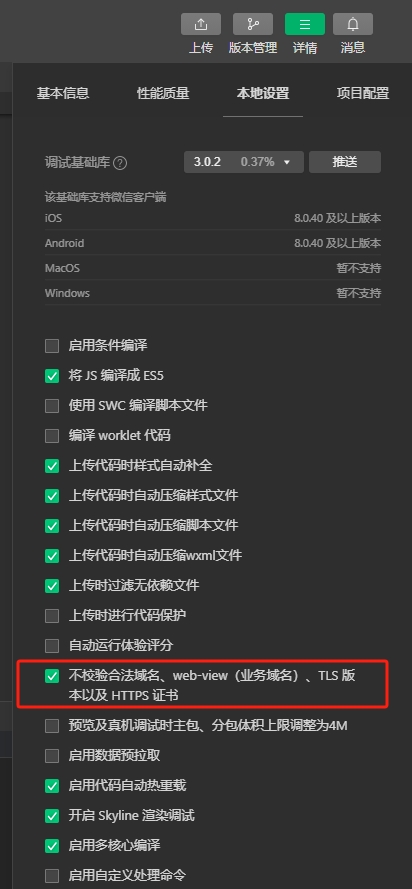 上传 版本管理 详情 消息
基本信息 性能质量 本地设置 项目配置
调试基础库 ? 3.0.2 0.37% 推送
该基础库支持微信客户端
iOS 8.0.40 及以上版本
Android 8.0.40 及以上版本
MacOS 暂不支持
Windows 暂不支持
启用条件编译
将 JS 编译成 ES5
使用 SWC 编译脚本文件
编译 worklet 代码
上传代码时样式自动补全
上传代码时自动压缩样式文件
上传代码时自动压缩脚本文件
上传代码时自动压缩wxml文件
上传时过滤无依赖文件
上传时进行代码保护
自动运行体验评分
不校验合法域名、web-view（业务域名）、TLS 版
本以及 HTTPS 证书
预览及真机调试时主包、分包体积上限调整为4M
启用数据预拉取
启用代码自动热重载
开启 Skyline 渲染调试
启用多核心编译
启用自定义处理命令